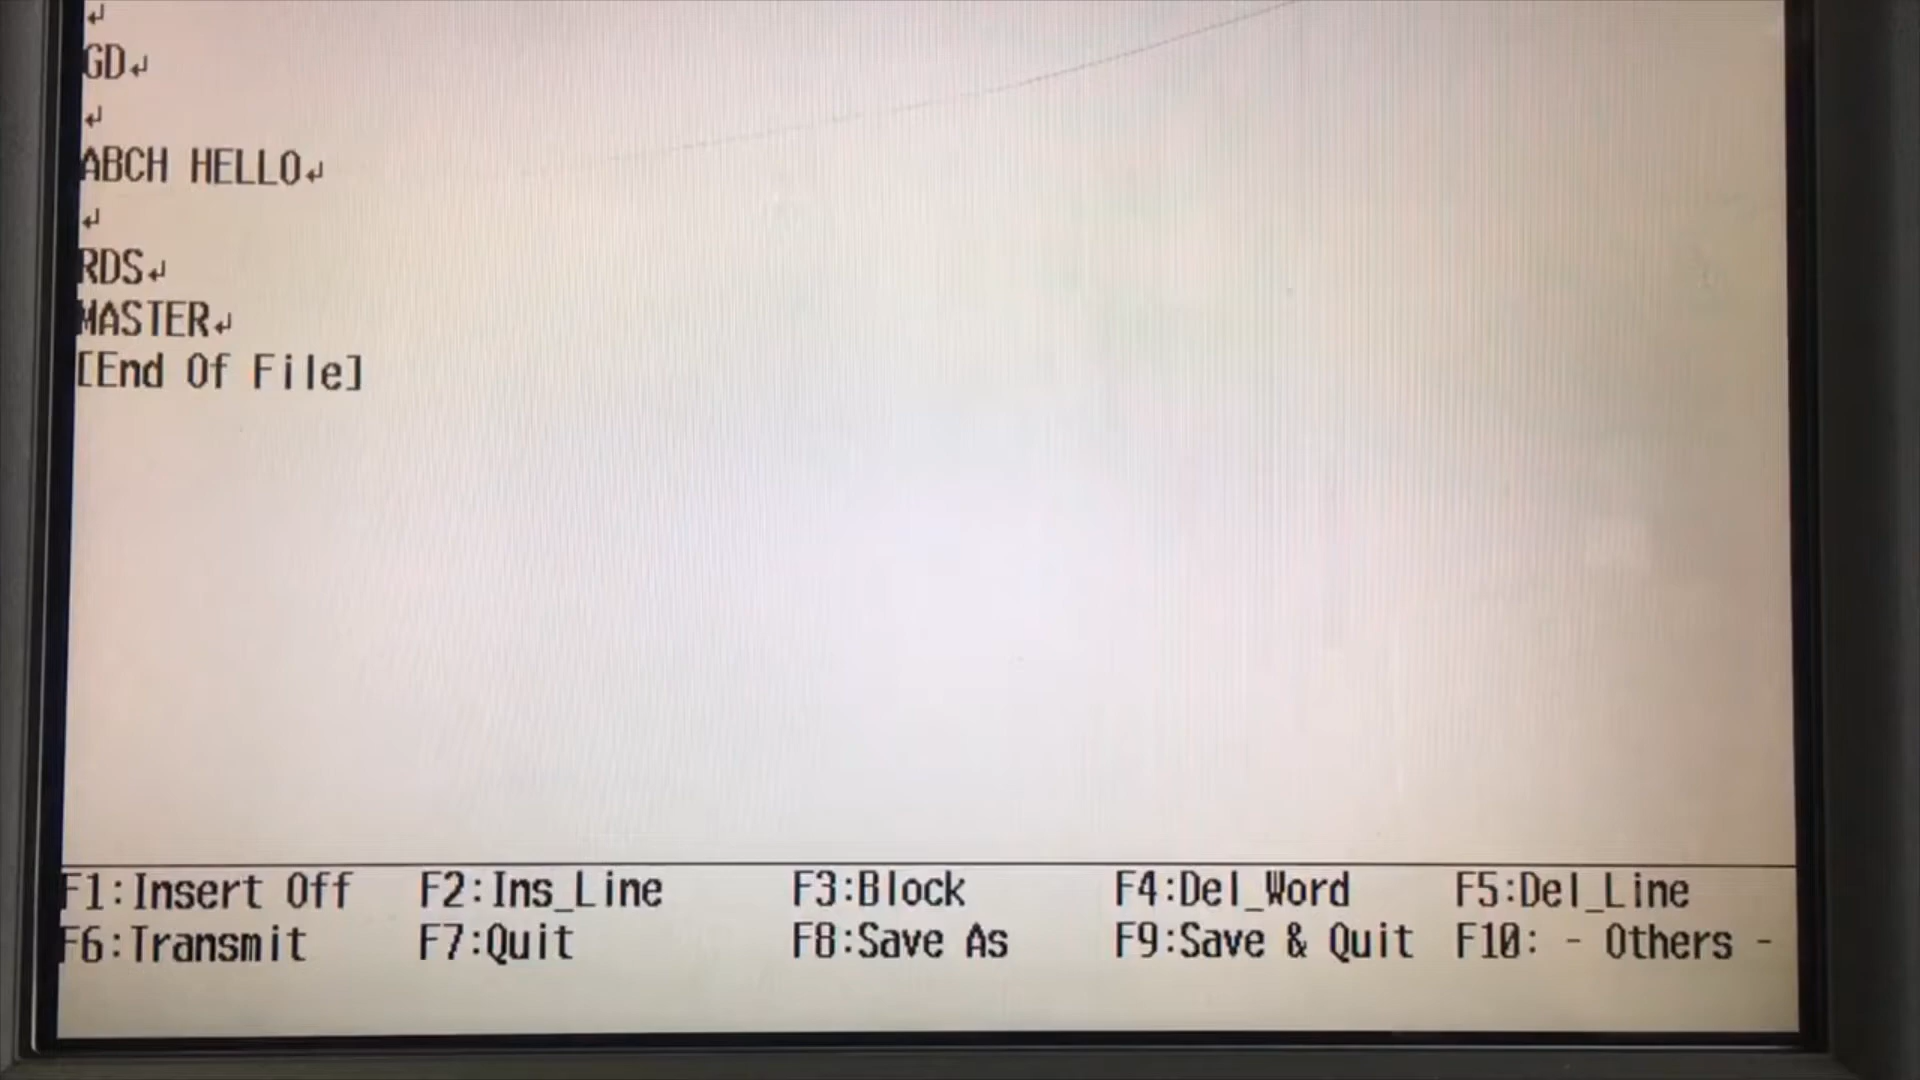 ↵
GD↵
↵
ABCH HELLO↵
↵
RDS↵
MASTER↵
[End Of File]
F1:Insert Off F2:Ins_Line F3:Block F4:Del_Word F5:Del_Line
F6:Transmit F7:Quit F8:Save As F9:Save & Quit F10: - Others -